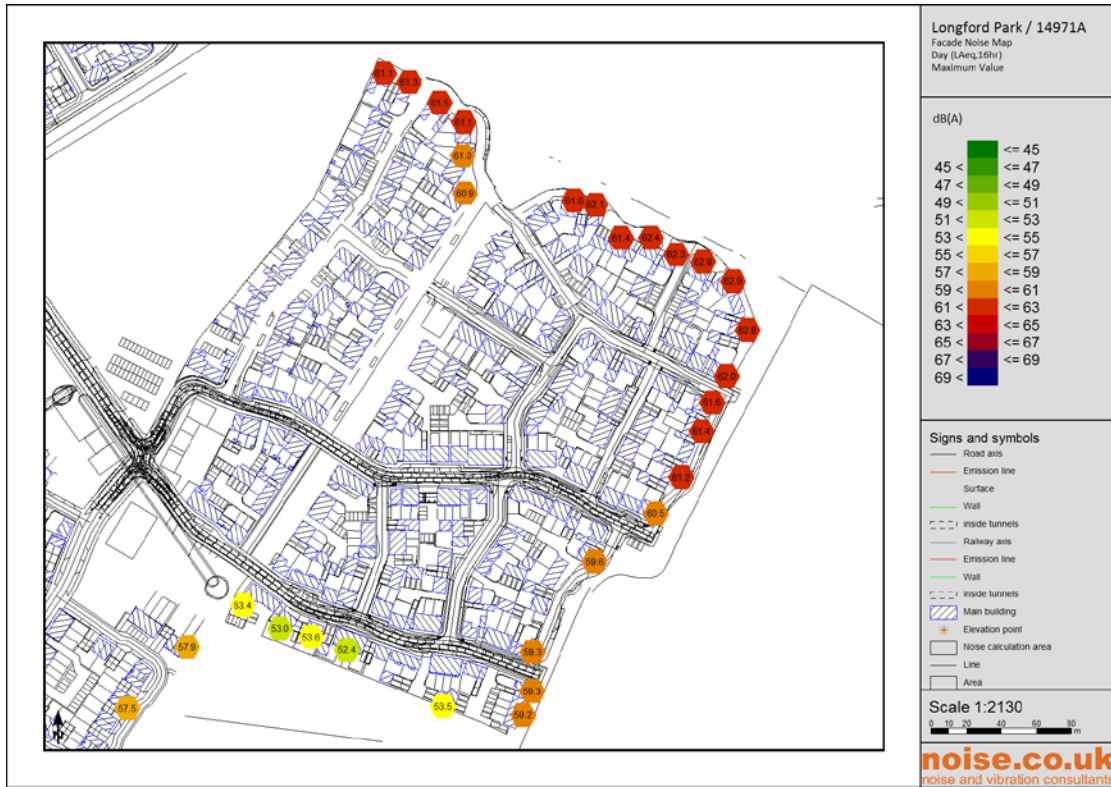 61.1
61.3
61.5
61.1
61.0
60.9
61.6
62.1
61.4
62.4
62.3
62.8
62.9
62.8
62.0
61.6
61.4
61.2
60.5
59.6
53.4
53.0
53.6
52.4
57.9
59.3
59.3
59.2
53.5
57.5
Longford Park / 14971A
Facade Noise Map
Day (LAeq,16hr)
Maximum Value
dB(A)
<= 45
45 < <= 47
47 < <= 49
49 < <= 51
51 < <= 53
53 < <= 55
55 < <= 57
57 < <= 59
59 < <= 61
61 < <= 63
63 < <= 65
65 < <= 67
67 < <= 69
69 <
Signs and symbols
Road axis
Emission line
Surface
Wall
inside tunnels
Railway axis
Emission line
Wall
inside tunnels
Main building
Elevation point
Noise calculation area
Line
Area
Scale 1:2130
0 10 20 40 60 80
m
noise.co.uk
noise and vibration consultants